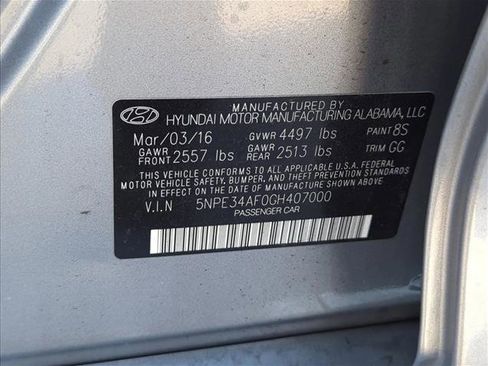 MANUFACTURED BY
HYUNDAI MOTOR MANUFACTURING ALABAMA, LLC
Mar/03/16 GVWR 4497 lbs PAINT 8S
GAWR FRONT 2557 lbs GAWR REAR 2513 lbs TRIM GG
THIS VEHICLE CONFORMS TO ALL APPLICABLE U.S.A. FEDERAL
MOTOR VEHICLE SAFETY, BUMPER, AND THEFT PREVENTION
STANDARDS IN EFFECT ON THE DATE OF MANUFACTURE SHOWN ABOVE.
V.I.N 5NPE34AF0GH407000
PASSENGER CAR